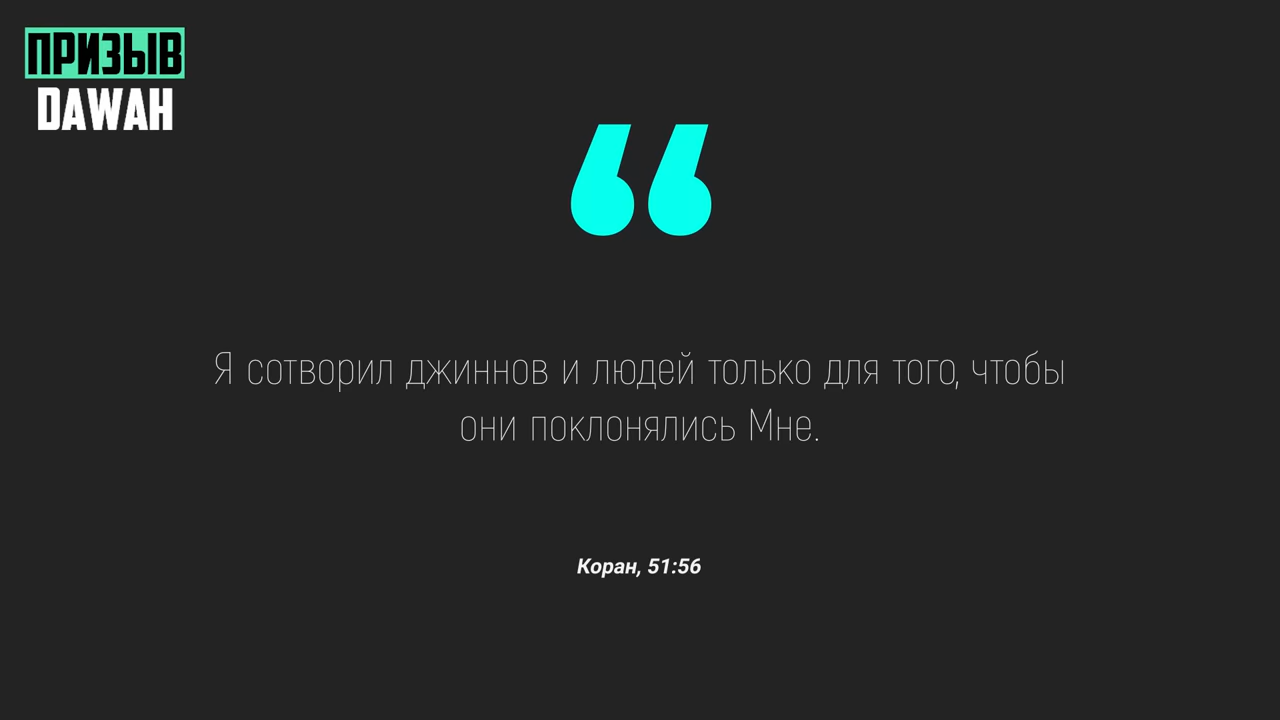 ПРИЗЫВ
DAWAH
“
Я сотворил джиннов и людей только для того, чтобы
они поклонялись Мне.
Коран, 51:56